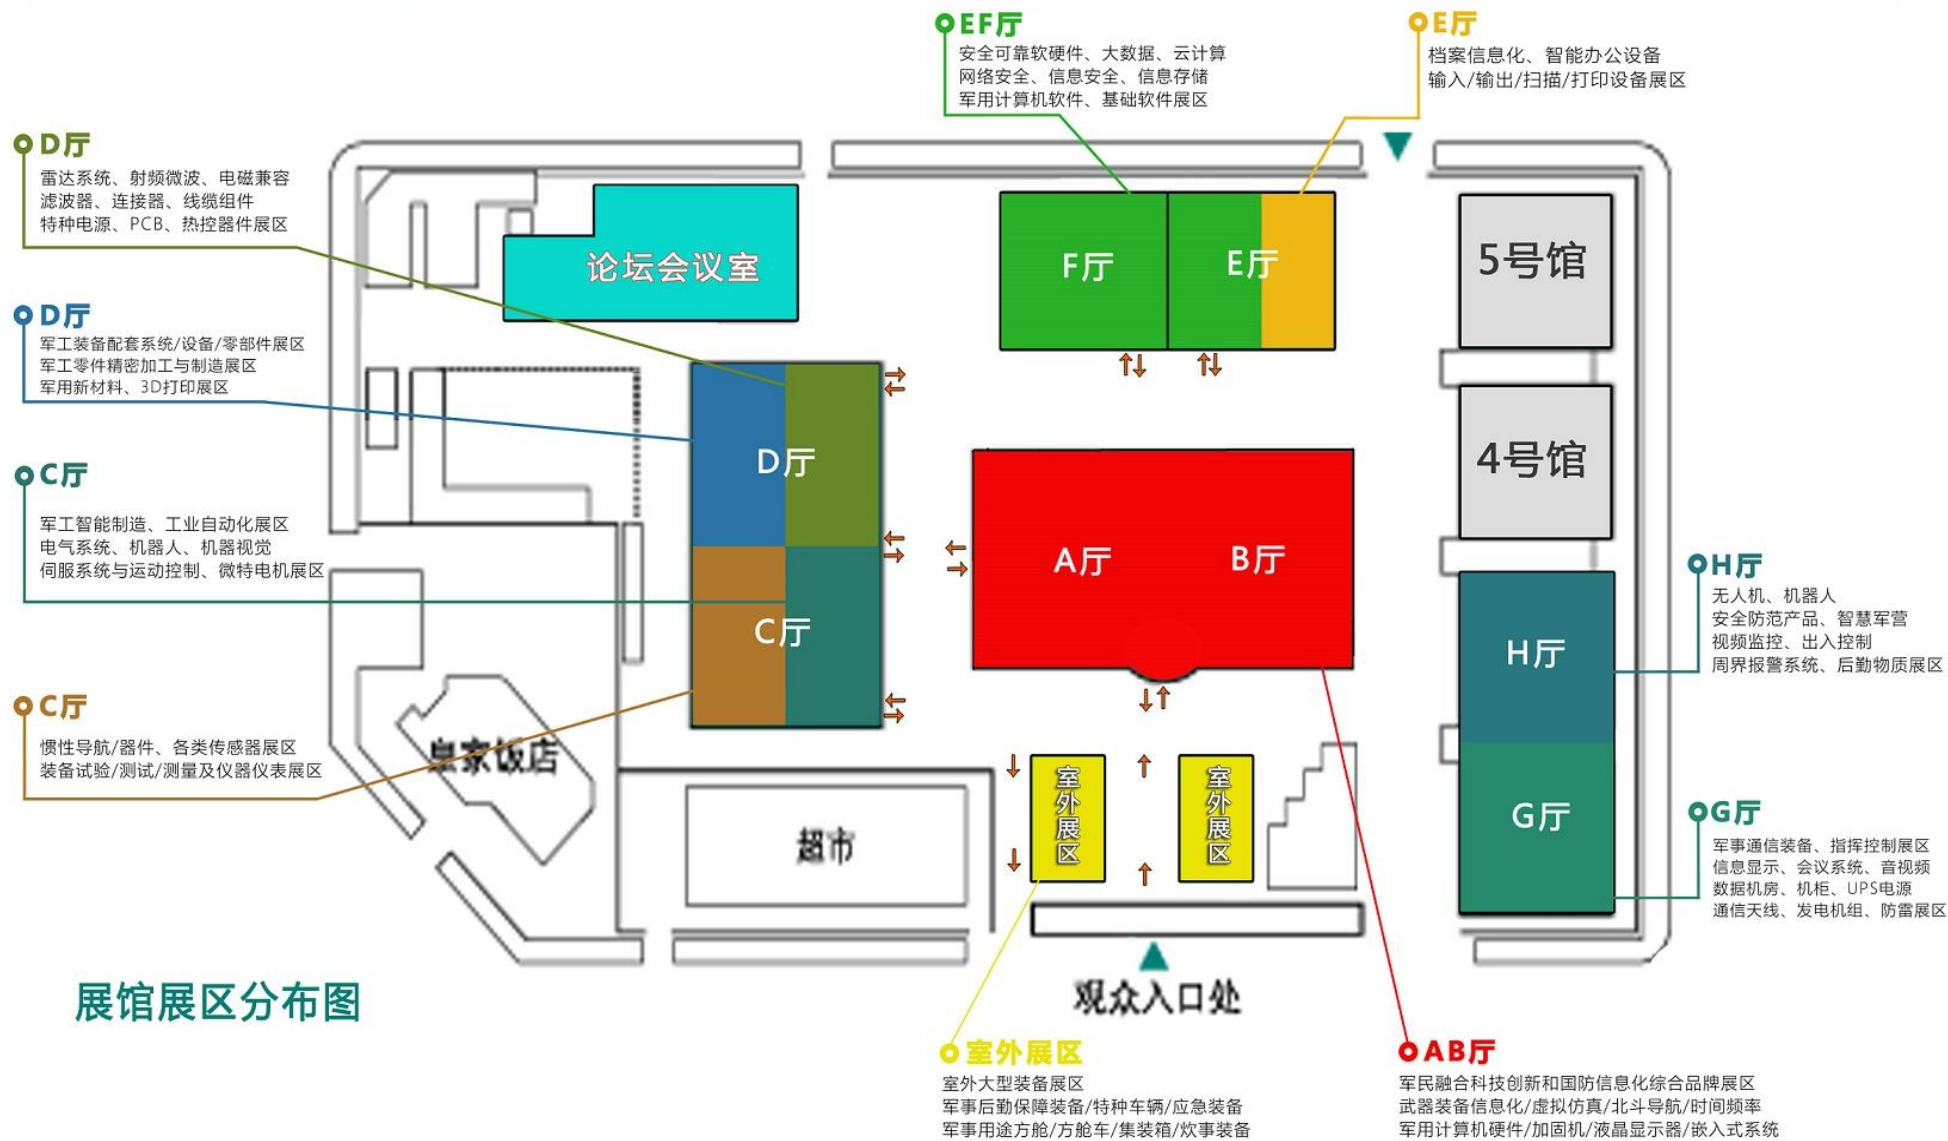 EF厅
安全可靠软硬件、大数据、云计算
网络安全、信息安全、信息存储
军用计算机软件、基础软件展区
E厅
档案信息化、智能办公设备
输入/输出/扫描/打印设备展区
D厅
雷达系统、射频微波、电磁兼容
滤波器、连接器、线缆组件
特种电源、PCB、热控器件展区
D厅
军工装备配套系统/设备/零部件展区
军工零件精密加工与制造展区
军用新材料、3D打印展区
C厅
军工智能制造、工业自动化展区
电气系统、机器人、机器视觉
伺服系统与运动控制、微特电机展区
C厅
惯性导航/器件、各类传感器展区
装备试验/测试/测量及仪器仪表展区
论坛会议室
F厅
E厅
5号馆
4号馆
D厅
C厅
A厅
B厅
H厅
G厅
H厅
无人机、机器人
安全防范产品、智慧军营
视频监控、出入控制
周界报警系统、后勤物质展区
G厅
军事通信装备、指挥控制展区
信息显示、会议系统、音视频
数据机房、机柜、UPS电源
通信天线、发电机组、防雷展区
皇家饭店
超市
室外展区
室外展区
观众入口处
展馆展区分布图
室外展区
室外大型装备展区
军事后勤保障装备/特种车辆/应急装备
军事用途方舱/方舱车/集装箱/炊事装备
AB厅
军民融合科技创新和国防信息化综合品牌展区
武器装备信息化/虚拟仿真/北斗导航/时间频率
军用计算机硬件/加固机/液晶显示器/嵌入式系统